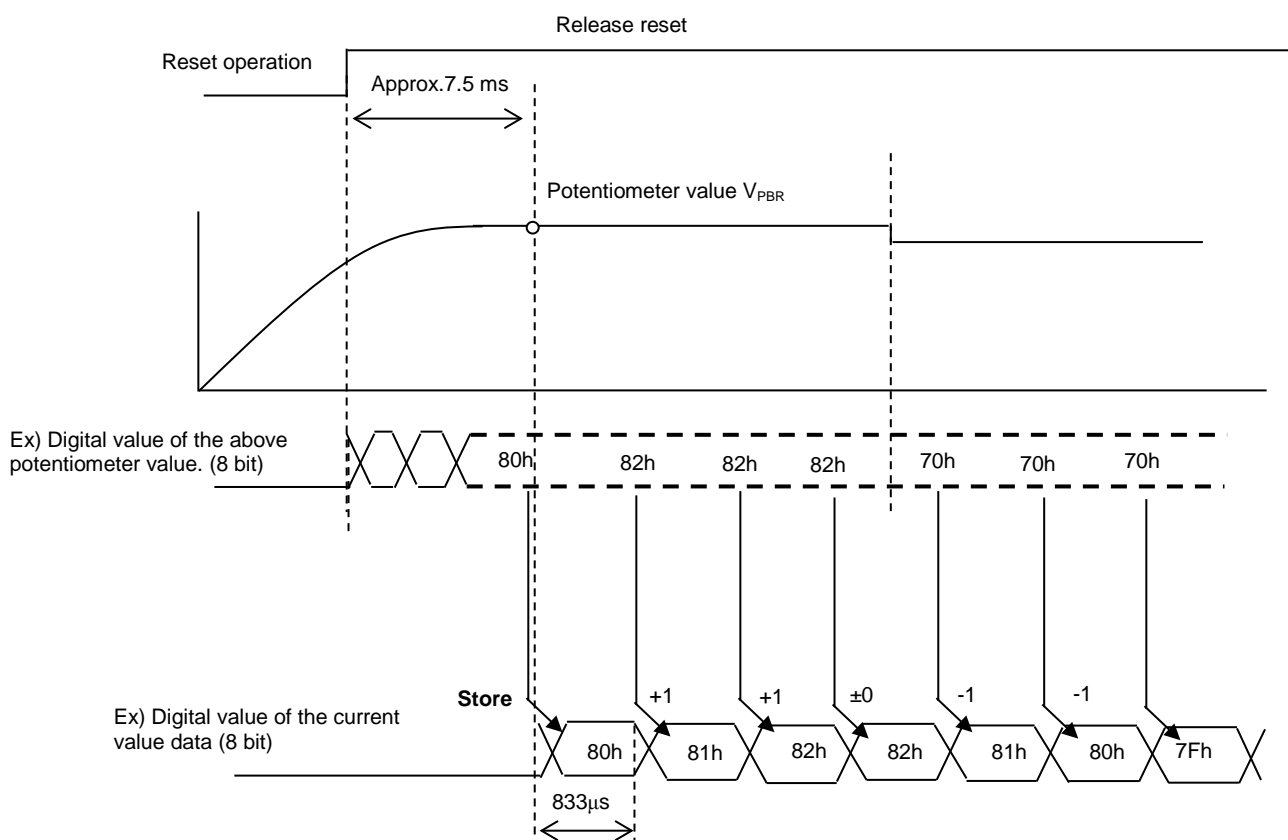 Release reset
Reset operation
Approx.7.5 ms
Potentiometer value VPBR
Ex) Digital value of the above
potentiometer value. (8 bit)
80h 82h 82h 82h 70h 70h 70h
Store +1 +1 ±0 -1 -1
Ex) Digital value of the current
value data (8 bit)
80h 81h 82h 82h 81h 80h 7Fh
833μs